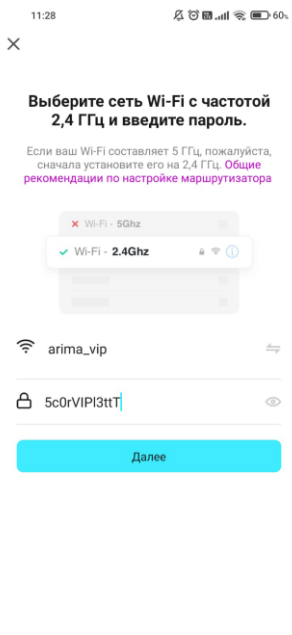 11:28
60%
Выберите сеть Wi-Fi с частотой
2,4 ГГц и введите пароль.
Если ваш Wi-Fi составляет 5 ГГц, пожалуйста,
сначала установите его на 2,4 ГГц. Общие
рекомендации по настройке маршрутизатора
Wi-Fi - 5Ghz
Wi-Fi - 2.4Ghz
arima_vip
5c0rVIPl3ttT
Далее